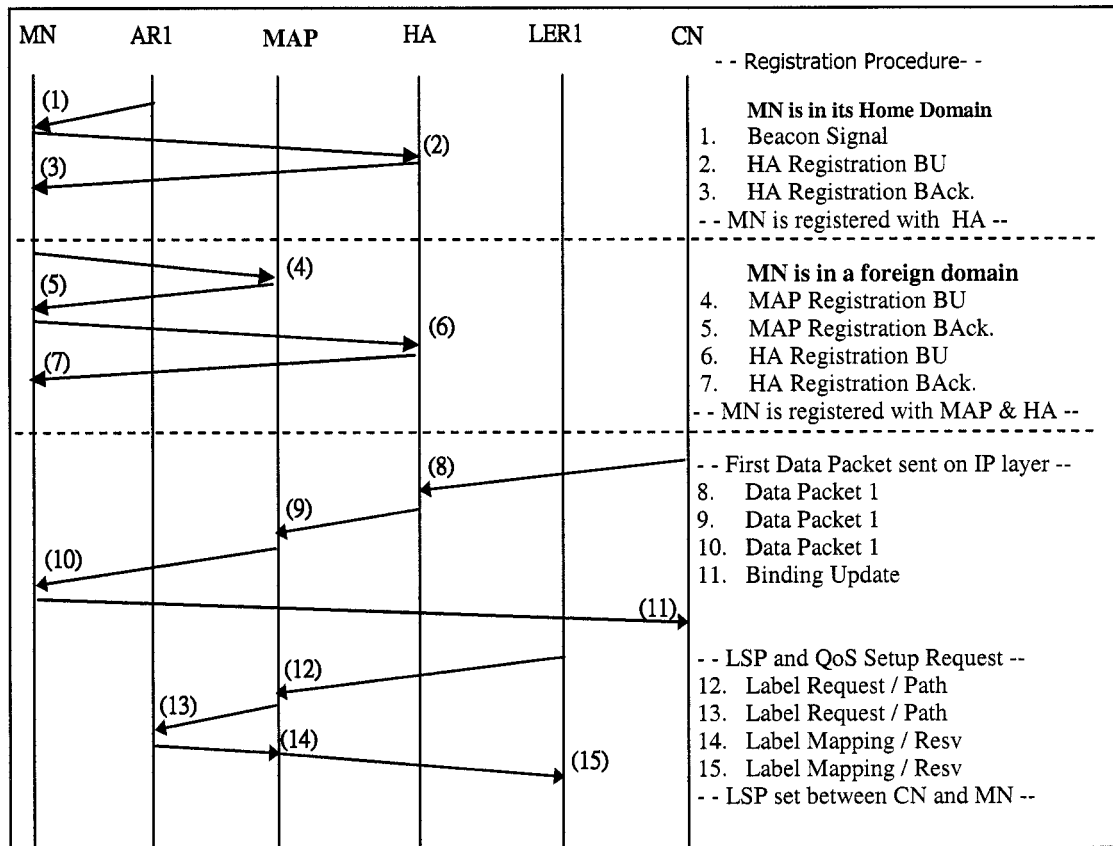 MN AR1 MAP HA LER1 CN
- - Registration Procedure- -
(1)
MN is in its Home Domain
1. Beacon Signal
(2)
2. HA Registration BU
(3)
3. HA Registration BAck.
- - MN is registered with HA --
(4)
MN is in a foreign domain
(5)
4. MAP Registration BU
5. MAP Registration BAck.
(6)
6. HA Registration BU
(7)
7. HA Registration BAck.
- - MN is registered with MAP & HA --
(8)
- - First Data Packet sent on IP layer --
8. Data Packet 1
(9)
9. Data Packet 1
(10)
10. Data Packet 1
11. Binding Update
(11)
- - LSP and QoS Setup Request --
(12)
12. Label Request / Path
(13)
13. Label Request / Path
(14)
14. Label Mapping / Resv
(15)
15. Label Mapping / Resv
- - LSP set between CN and MN --